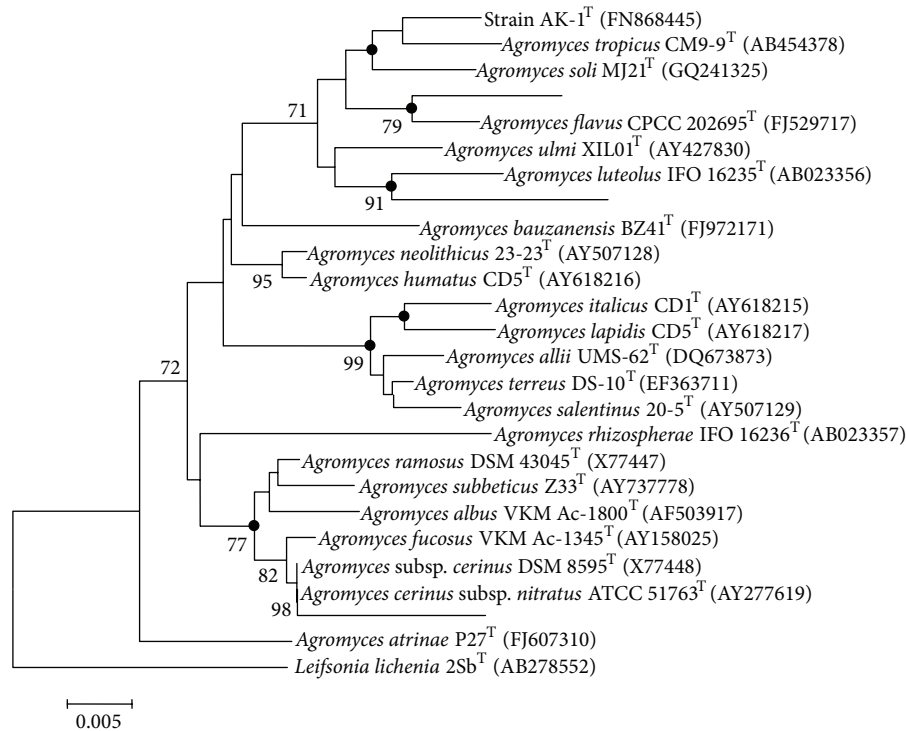 Strain AK-1ᵀ (FN868445)
Agromyces tropicus CM9-9ᵀ (AB454378)
Agromyces soli MJ21ᵀ (GQ241325)
71
79
Agromyces flavus CPCC 202695ᵀ (FJ529717)
Agromyces ulmi XIL01ᵀ (AY427830)
Agromyces luteolus IFO 16235ᵀ (AB023356)
91
Agromyces bauzanensis BZ41ᵀ (FJ972171)
Agromyces neolithicus 23-23ᵀ (AY507128)
95
Agromyces humatus CD5ᵀ (AY618216)
Agromyces italicus CD1ᵀ (AY618215)
Agromyces lapidis CD5ᵀ (AY618217)
99
Agromyces allii UMS-62ᵀ (DQ673873)
72
Agromyces terreus DS-10ᵀ (EF363711)
Agromyces salentinus 20-5ᵀ (AY507129)
Agromyces rhizospherae IFO 16236ᵀ (AB023357)
Agromyces ramosus DSM 43045ᵀ (X77447)
Agromyces subbeticus Z33ᵀ (AY737778)
Agromyces albus VKM Ac-1800ᵀ (AF503917)
77
Agromyces fucosus VKM Ac-1345ᵀ (AY158025)
82
Agromyces subsp. cerinus DSM 8595ᵀ (X77448)
Agromyces cerinus subsp. nitratus ATCC 51763ᵀ (AY277619)
98
Agromyces atrinae P27ᵀ (FJ607310)
Leifsonia lichenia 2Sbᵀ (AB278552)
0.005